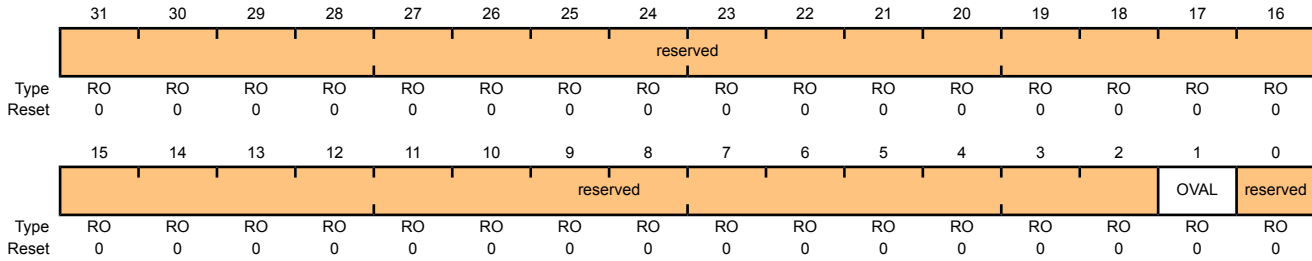 31 30 29 28 27 26 25 24 23 22 21 20 19 18 17 16
reserved
Type RO RO RO RO RO RO RO RO RO RO RO RO RO RO RO RO
Reset 0 0 0 0 0 0 0 0 0 0 0 0 0 0 0 0
15 14 13 12 11 10 9 8 7 6 5 4 3 2 1 0
reserved OVAL reserved
Type RO RO RO RO RO RO RO RO RO RO RO RO RO RO RO RO
Reset 0 0 0 0 0 0 0 0 0 0 0 0 0 0 0 0